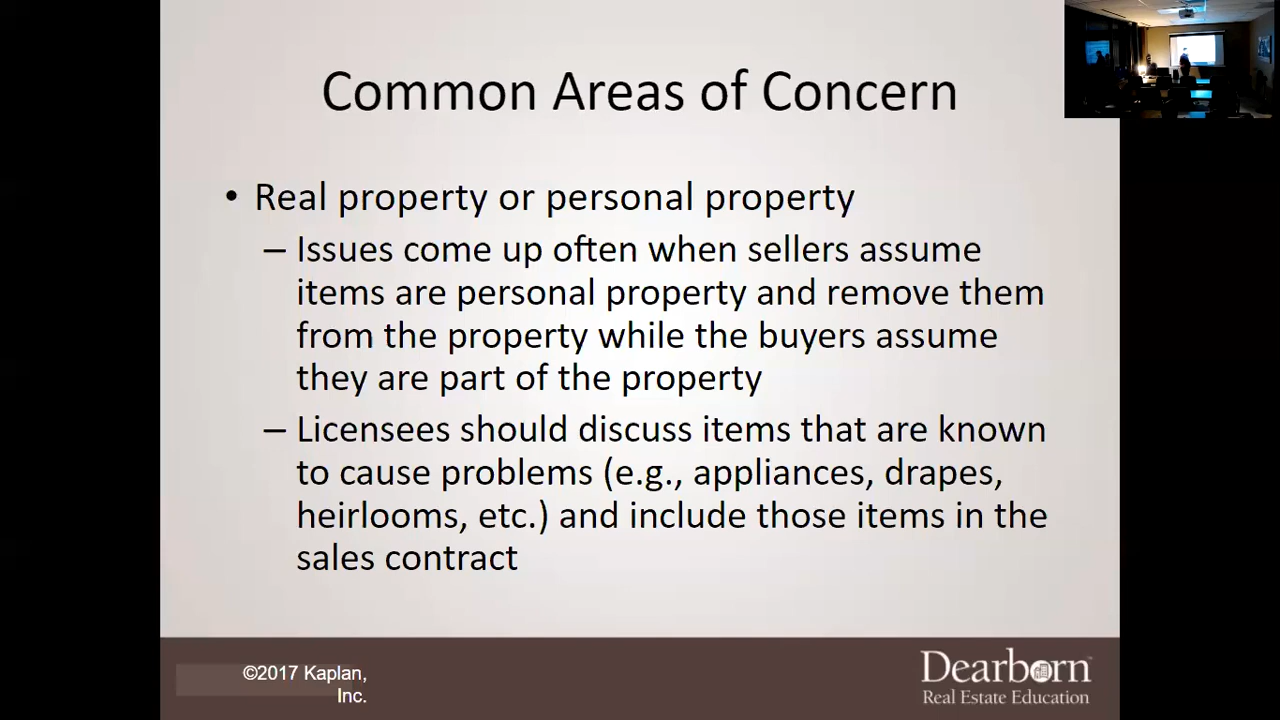 Common Areas of Concern
• Real property or personal property
– Issues come up often when sellers assume
items are personal property and remove them
from the property while the buyers assume
they are part of the property
– Licensees should discuss items that are known
to cause problems (e.g., appliances, drapes,
heirlooms, etc.) and include those items in the
sales contract
©2017 Kaplan,
Inc.
Dearborn™
Real Estate Education